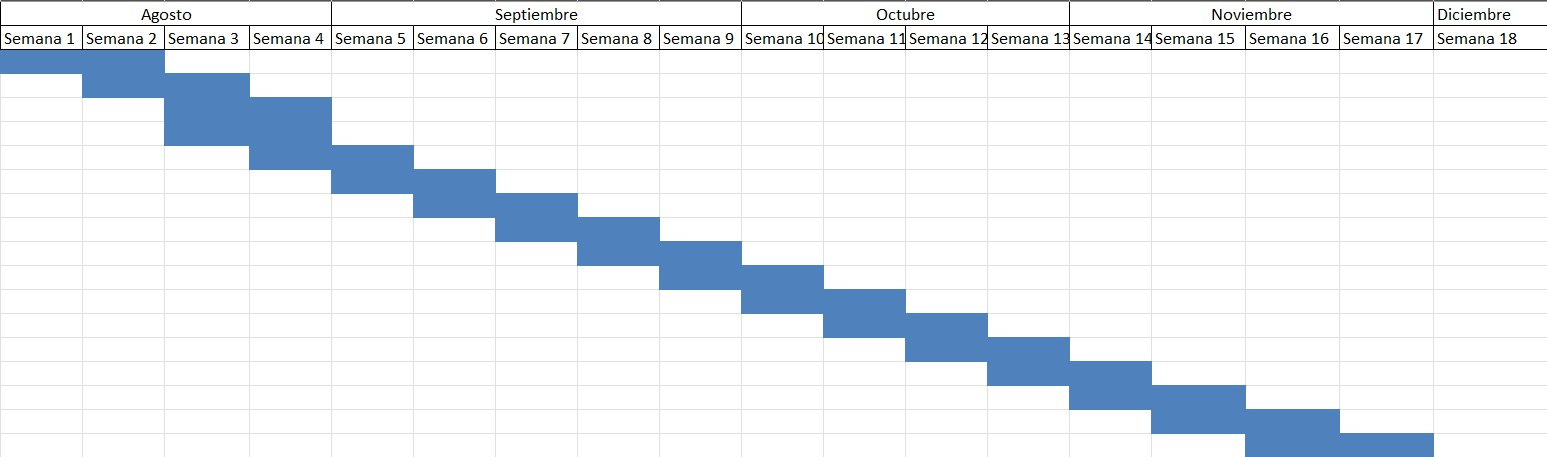 Agosto Septiembre Octubre Noviembre Diciembre
Semana 1 Semana 2 Semana 3 Semana 4 Semana 5 Semana 6 Semana 7 Semana 8 Semana 9 Semana 10 Semana 11 Semana 12 Semana 13 Semana 14 Semana 15 Semana 16 Semana 17 Semana 18